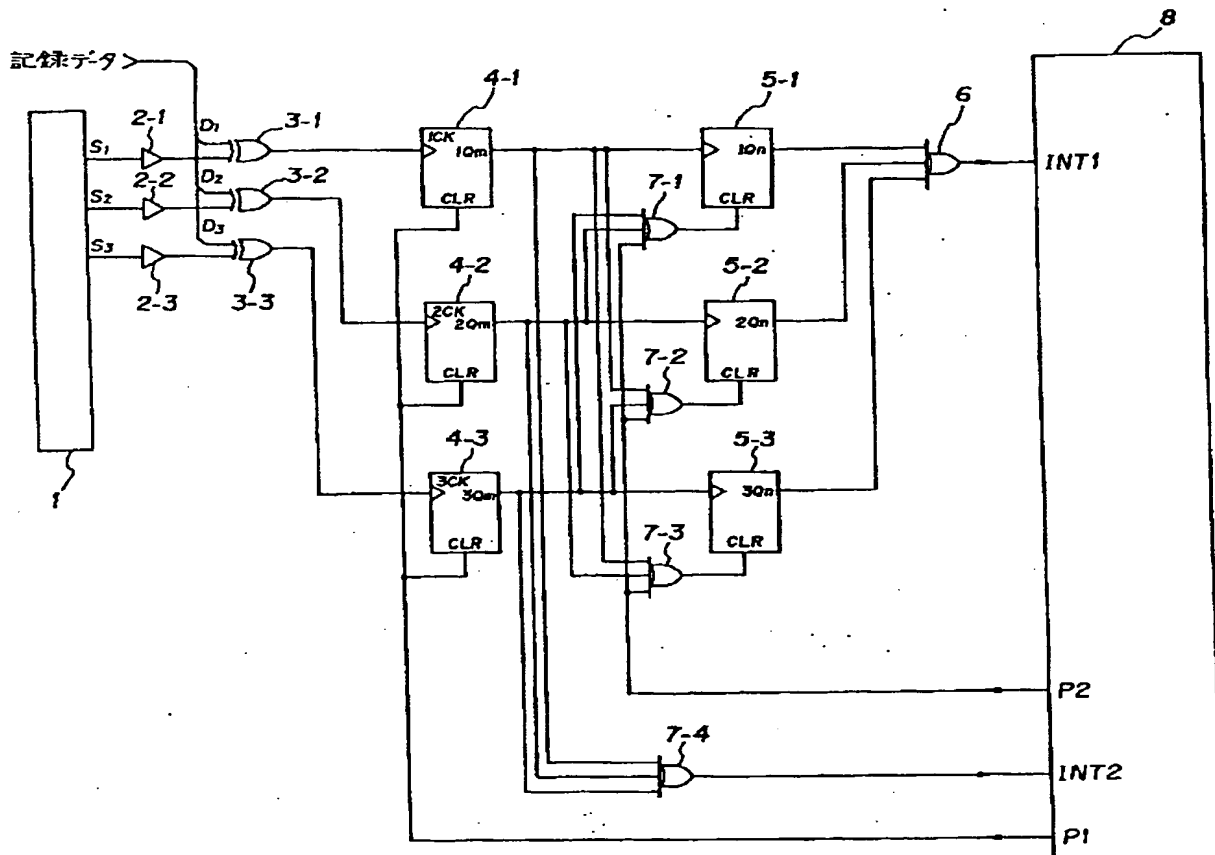 8
記録データ
4-1
5-1
6
2-1
D1
3-1
1CK
1Qm
1Qn
S1
INT1
2-2
D2
3-2
CLR
7-1
CLR
S2
D3
S3
4-2
5-2
2-3
3-3
2CK
2Qm
2Qn
7-2
CLR
CLR
4-3
5-3
3CK
3Qm
3Qn
1
7-3
CLR
CLR
P2
7-4
INT2
P1